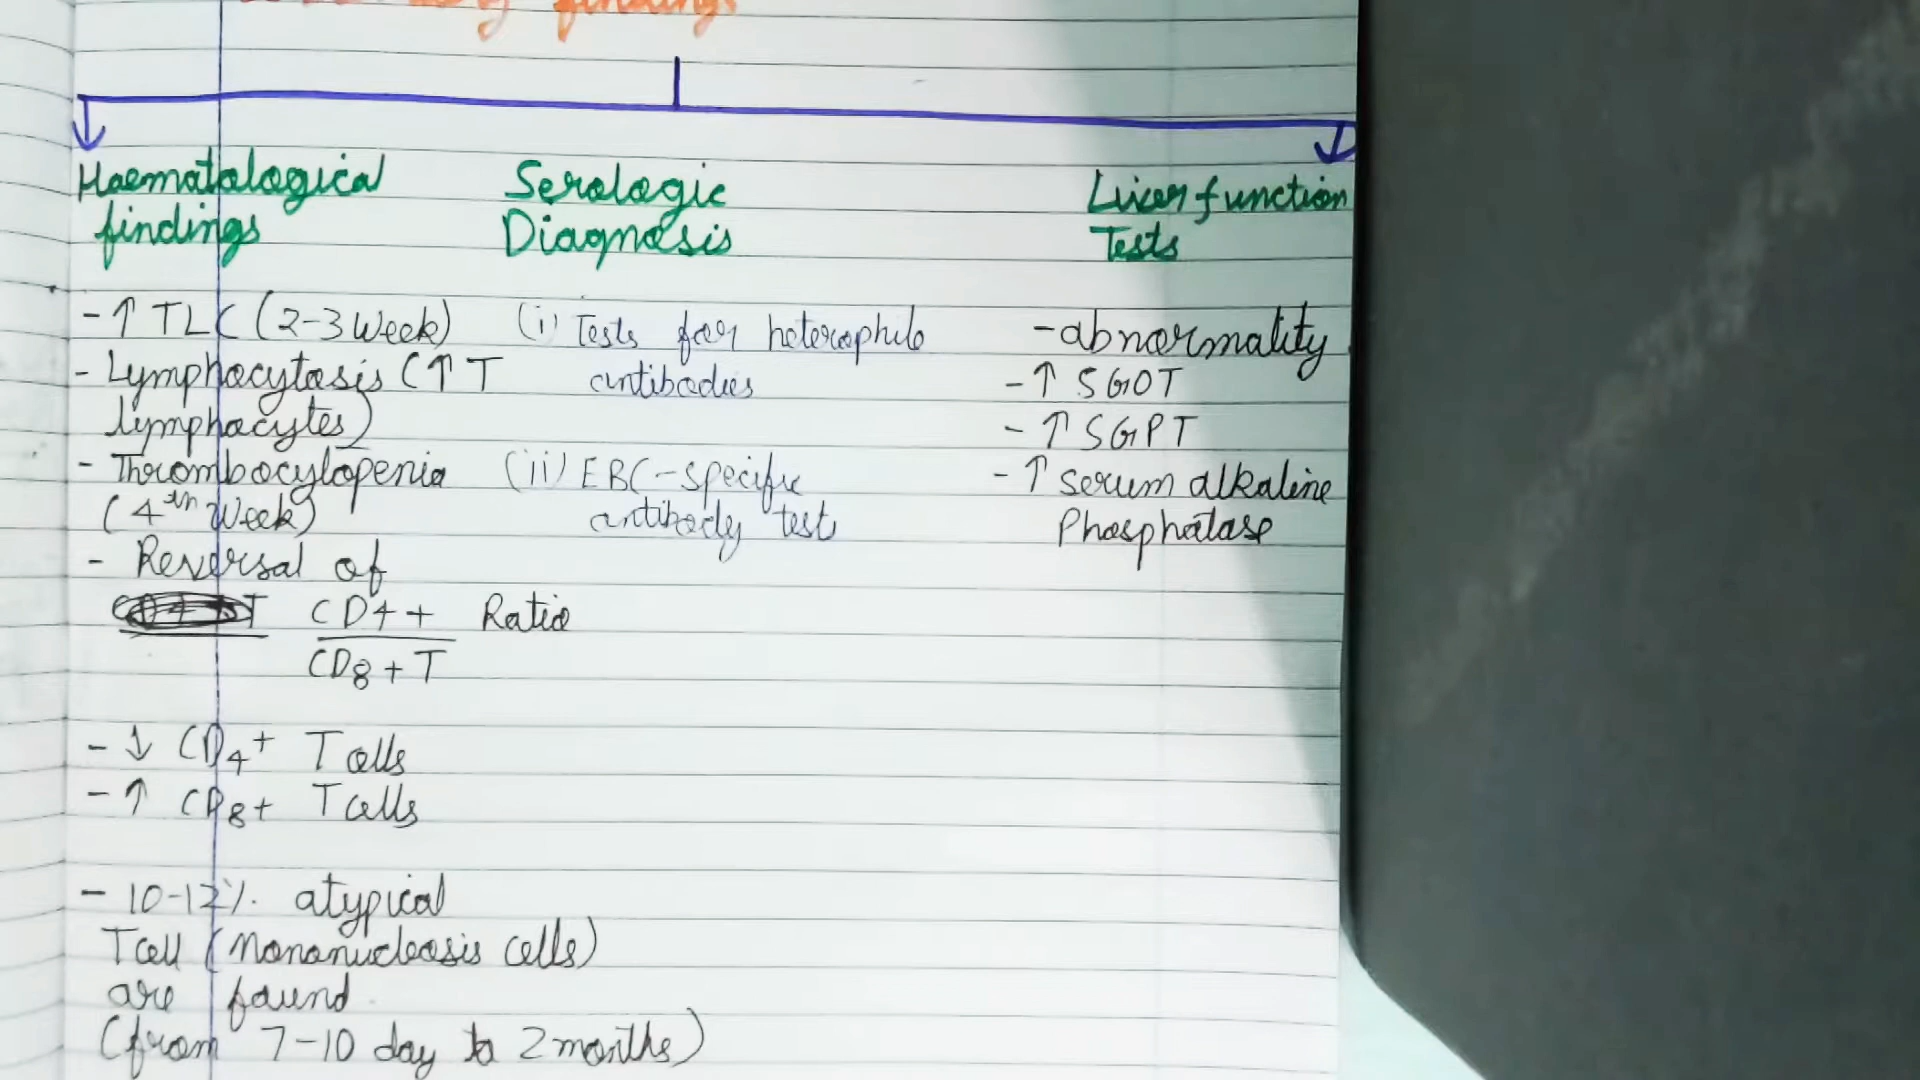 findings
Haematological
findings
- ↑ TLC (2-3 Week)
- Lymphocytosis (↑ T
lymphocytes)
- Thrombocytopenia
(4th Week)
- Reversal of
CD4+ Ratio
CD8+ T
- ↓ CD4+ T cells
- ↑ CD8+ T cells
- 10-12% atypical
T cell (Mononucleosis cells)
are found
(from 7-10 day to 2 months)
Serologic
Diagnosis
(i) Tests for heterophile
antibodies
(ii) EBC-specific
antibody test
Liver function
Tests
- abnormality
- ↑ SGOT
- ↑ SGPT
- ↑ Serum alkaline
Phosphatase